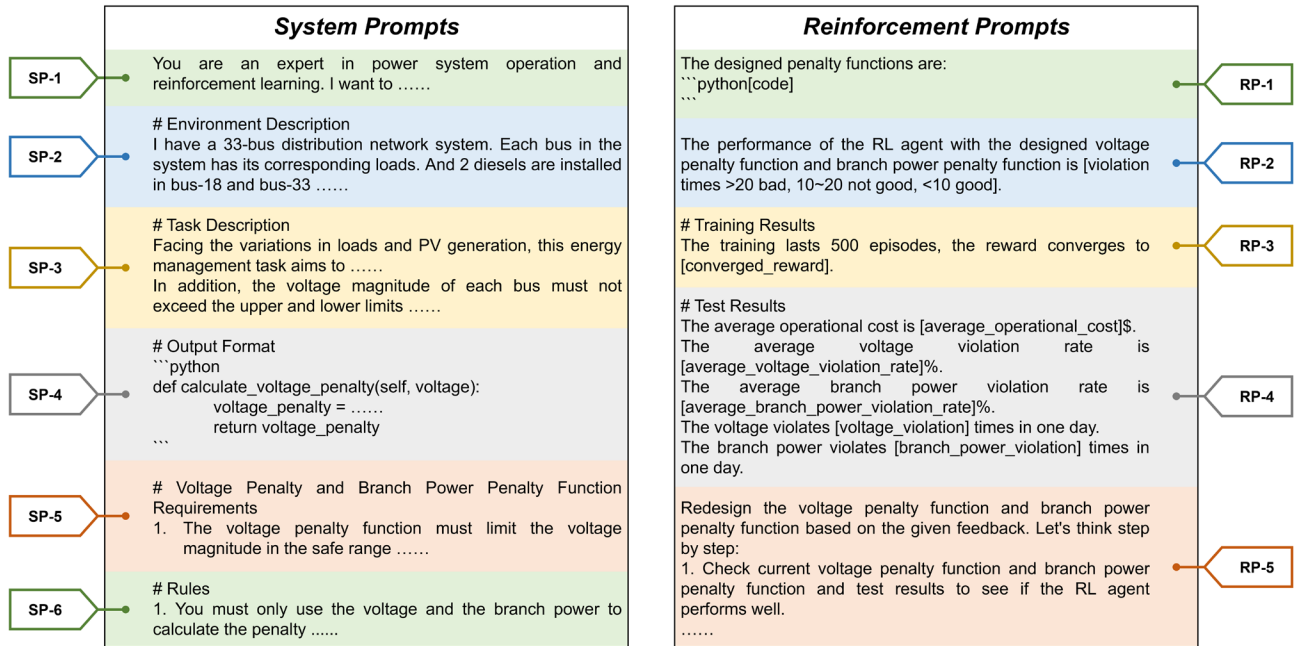 System Prompts
SP-1
You are an expert in power system operation and
reinforcement learning. I want to ……
SP-2
# Environment Description
I have a 33-bus distribution network system. Each bus in the
system has its corresponding loads. And 2 diesels are installed
in bus-18 and bus-33 ……
SP-3
# Task Description
Facing the variations in loads and PV generation, this energy
management task aims to ……
In addition, the voltage magnitude of each bus must not
exceed the upper and lower limits ……
SP-4
# Output Format
```python
def calculate_voltage_penalty(self, voltage):
voltage_penalty = ……
return voltage_penalty
```
SP-5
# Voltage Penalty and Branch Power Penalty Function
Requirements
1. The voltage penalty function must limit the voltage
magnitude in the safe range ……
SP-6
# Rules
1. You must only use the voltage and the branch power to
calculate the penalty ......
Reinforcement Prompts
RP-1
The designed penalty functions are:
```python[code]
```
RP-2
The performance of the RL agent with the designed voltage
penalty function and branch power penalty function is [violation
times >20 bad, 10~20 not good, <10 good].
RP-3
# Training Results
The training lasts 500 episodes, the reward converges to
[converged_reward].
RP-4
# Test Results
The average operational cost is [average_operational_cost]$.
The average voltage violation rate is
[average_voltage_violation_rate]%.
The average branch power violation rate is
[average_branch_power_violation_rate]%.
The voltage violates [voltage_violation] times in one day.
The branch power violates [branch_power_violation] times in
one day.
RP-5
Redesign the voltage penalty function and branch power
penalty function based on the given feedback. Let's think step
by step:
1. Check current voltage penalty function and branch power
penalty function and test results to see if the RL agent
performs well.
……